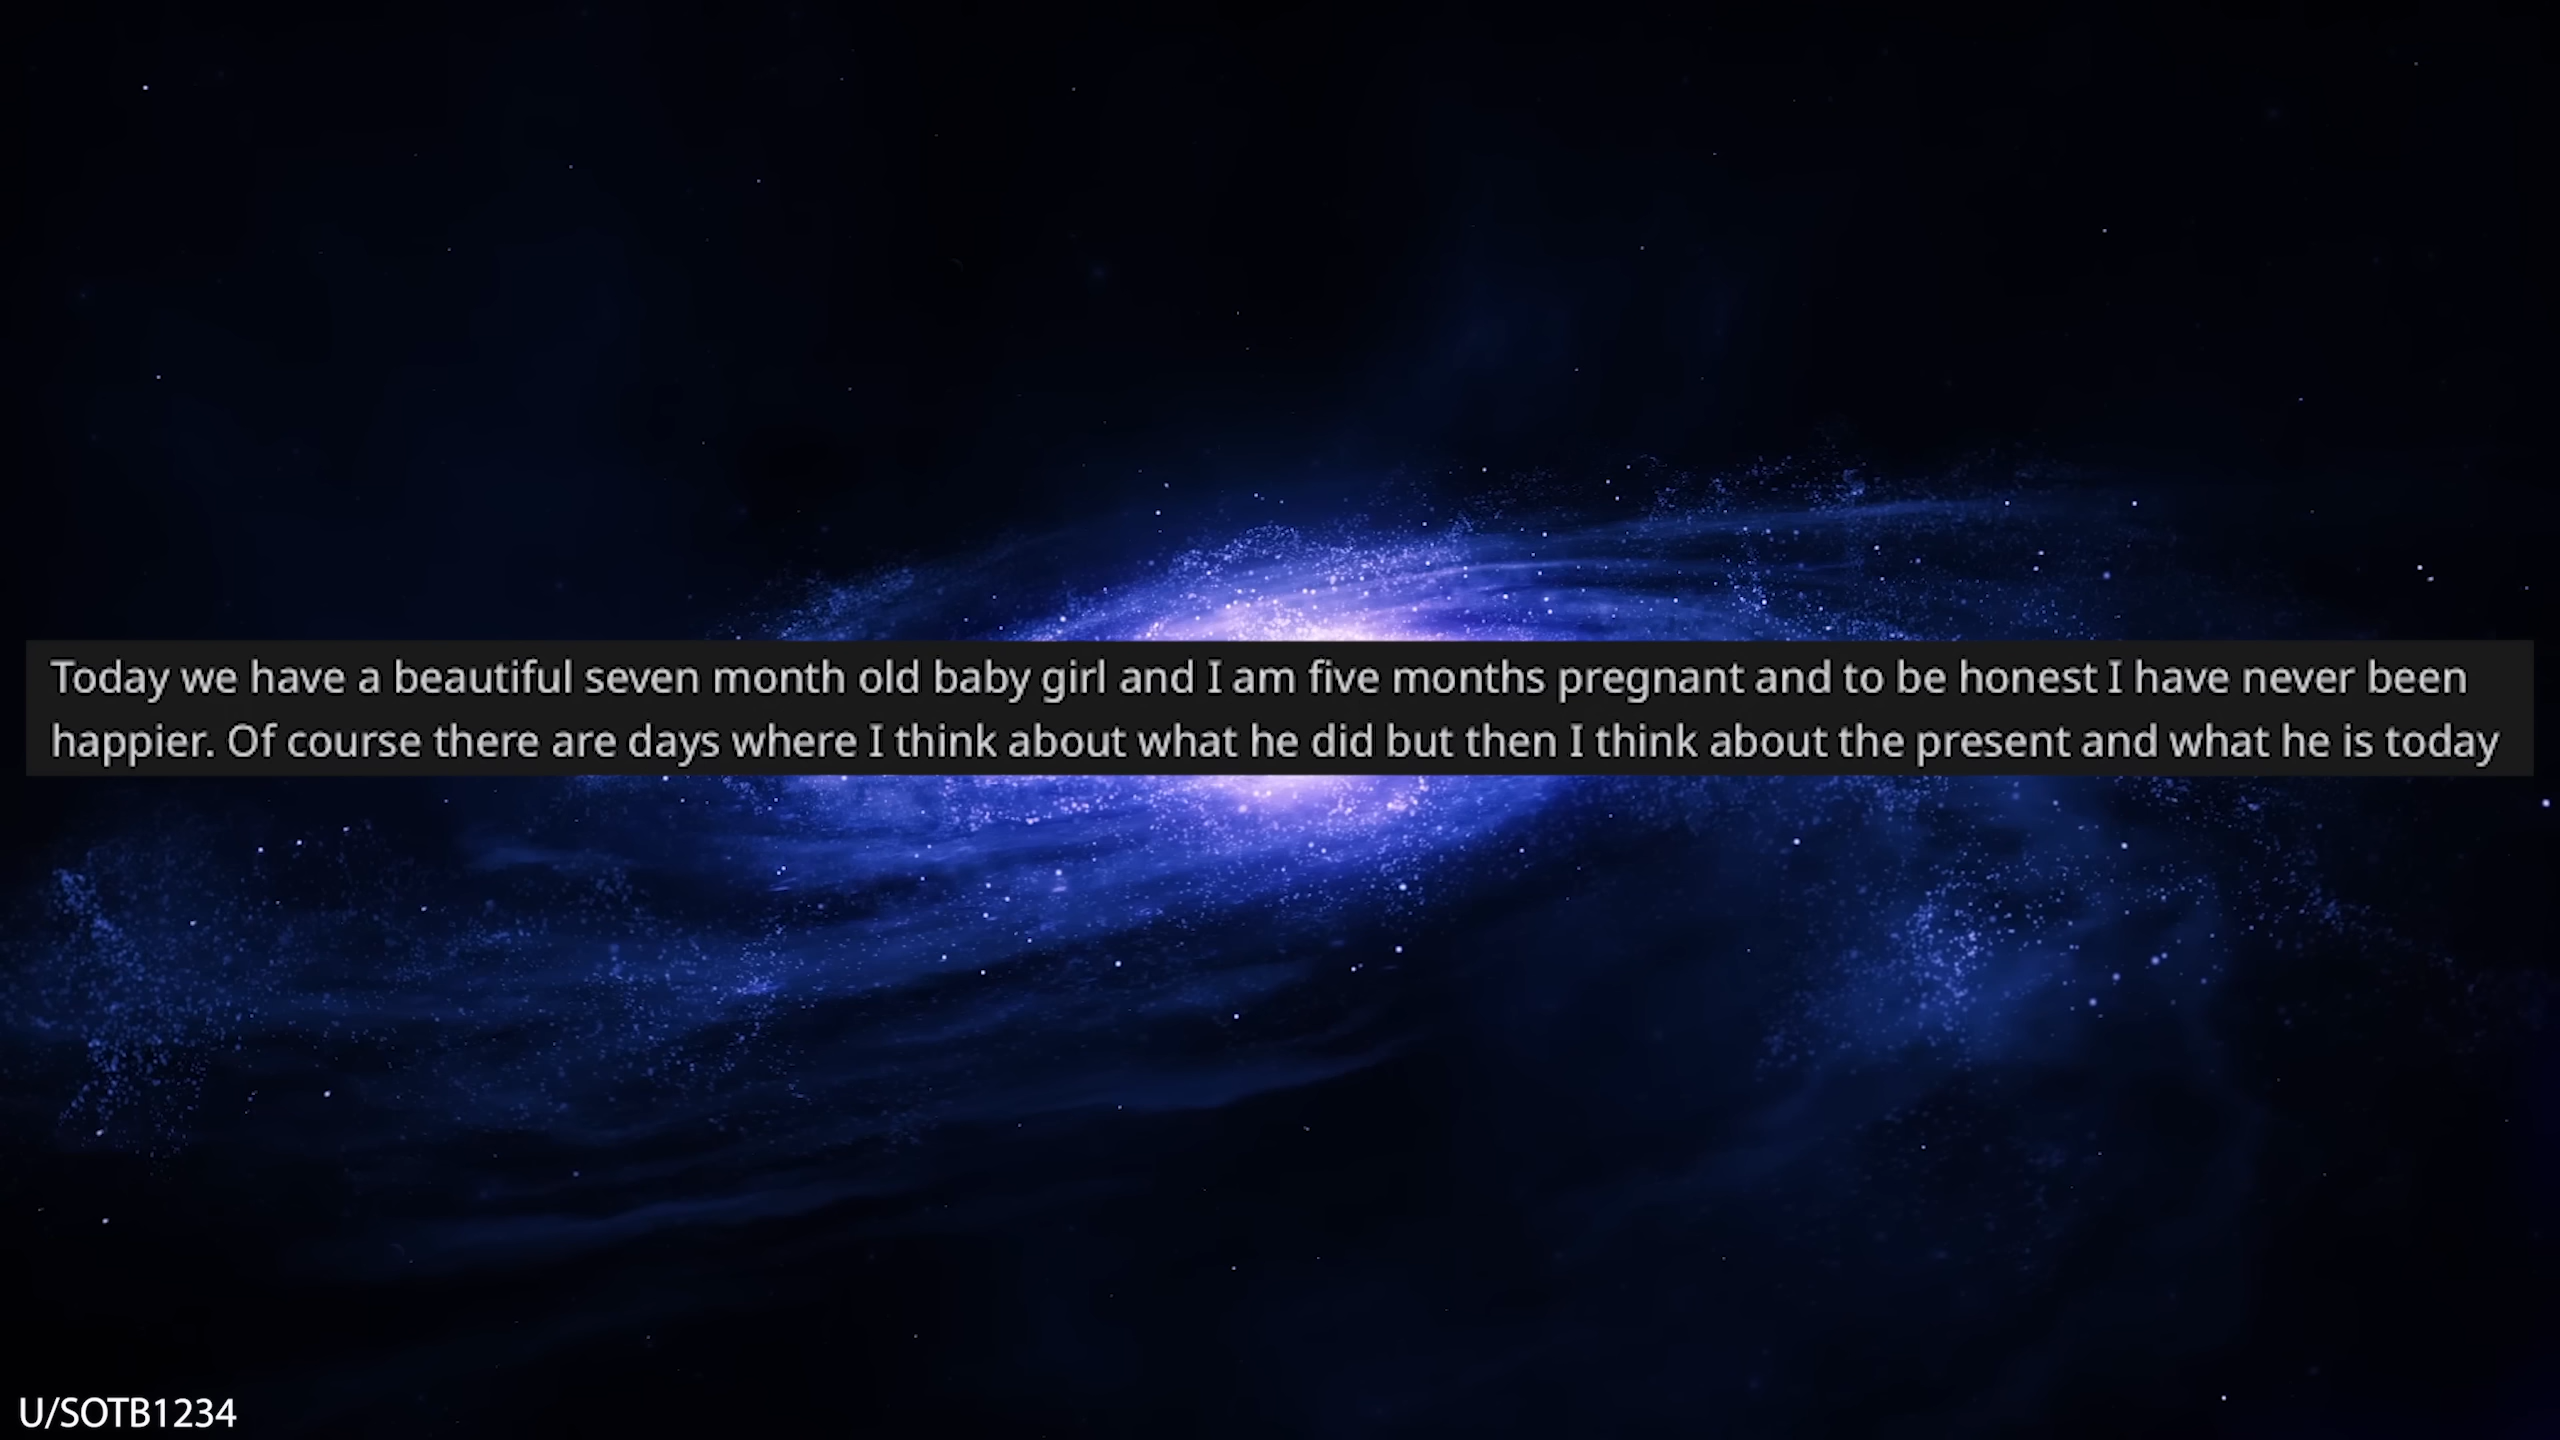 Today we have a beautiful seven month old baby girl and I am five months pregnant and to be honest I have never been
happier. Of course there are days where I think about what he did but then I think about the present and what he is today
U/SOTB1234